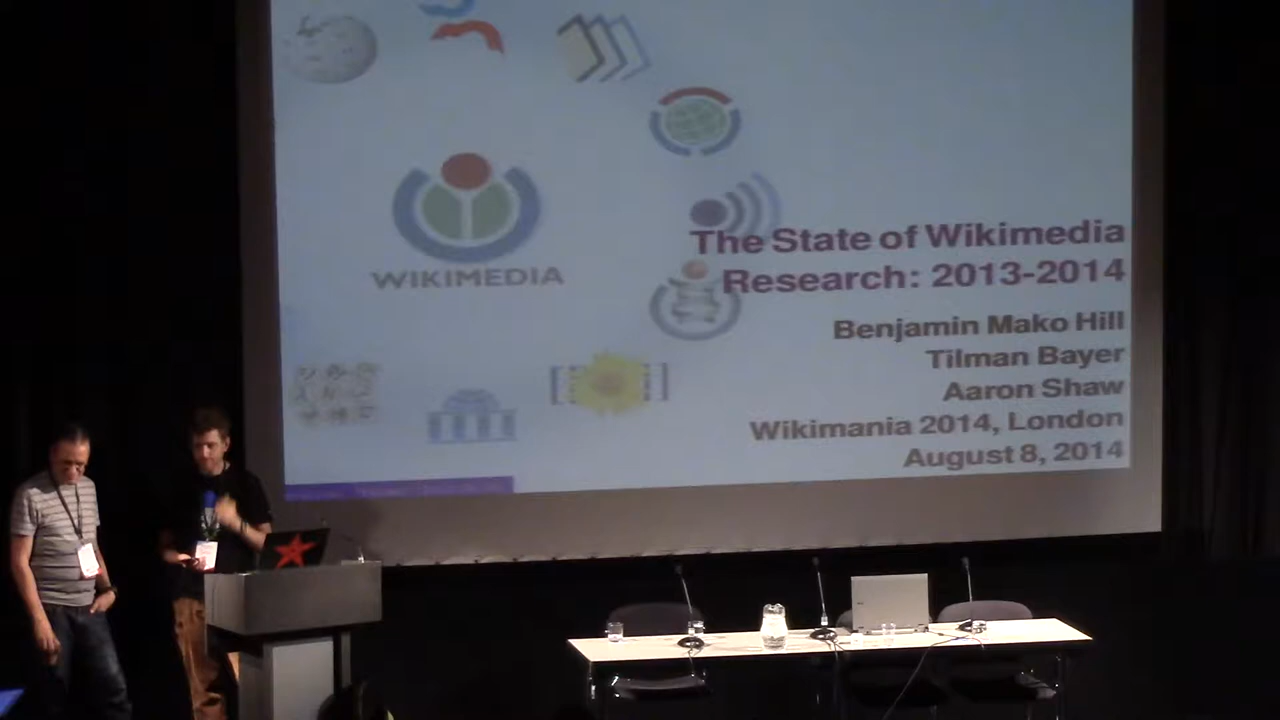 WIKIMEDIA
The State of Wikimedia
Research: 2013-2014
Benjamin Mako Hill
Tilman Bayer
Aaron Shaw
Wikimania 2014, London
August 8, 2014